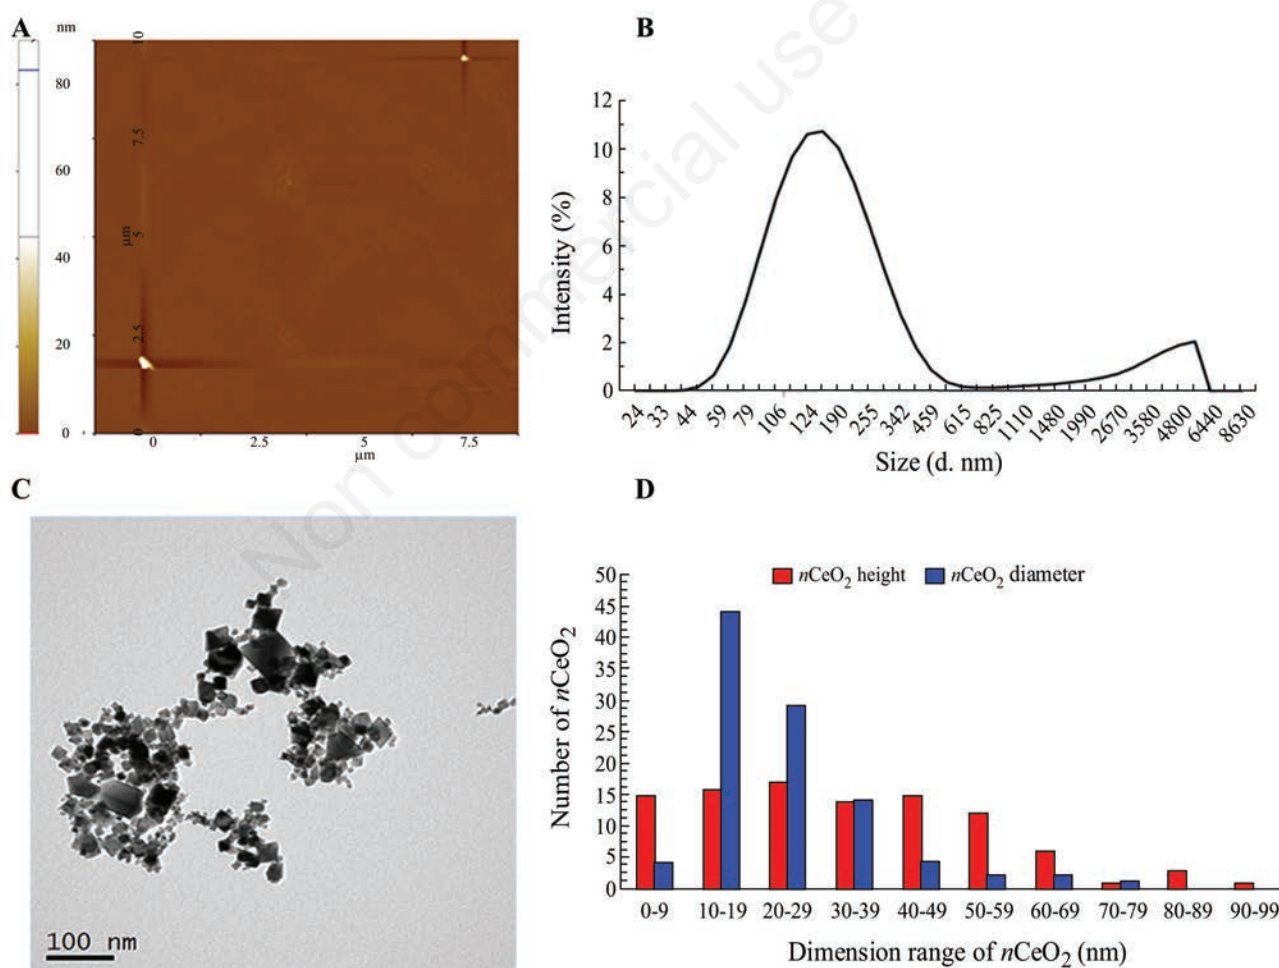 A
nm
80
60
40
20
0
10
7.5
5
2.5
0
μm
0
2.5
5
7.5
μm
B
12
10
8
6
4
2
0
Intensity (%)
24 33 44 59 79 106 124 190 255 342 459 615 825 1110 1480 1990 2670 3580 4800 6440 8630
Size (d. nm)
Non commercial use
C
100 nm
D
nCeO2 height nCeO2 diameter
50
45
40
35
30
25
20
15
10
5
0
Number of nCeO2
0-9 10-19 20-29 30-39 40-49 50-59 60-69 70-79 80-89 90-99
Dimension range of nCeO2 (nm)